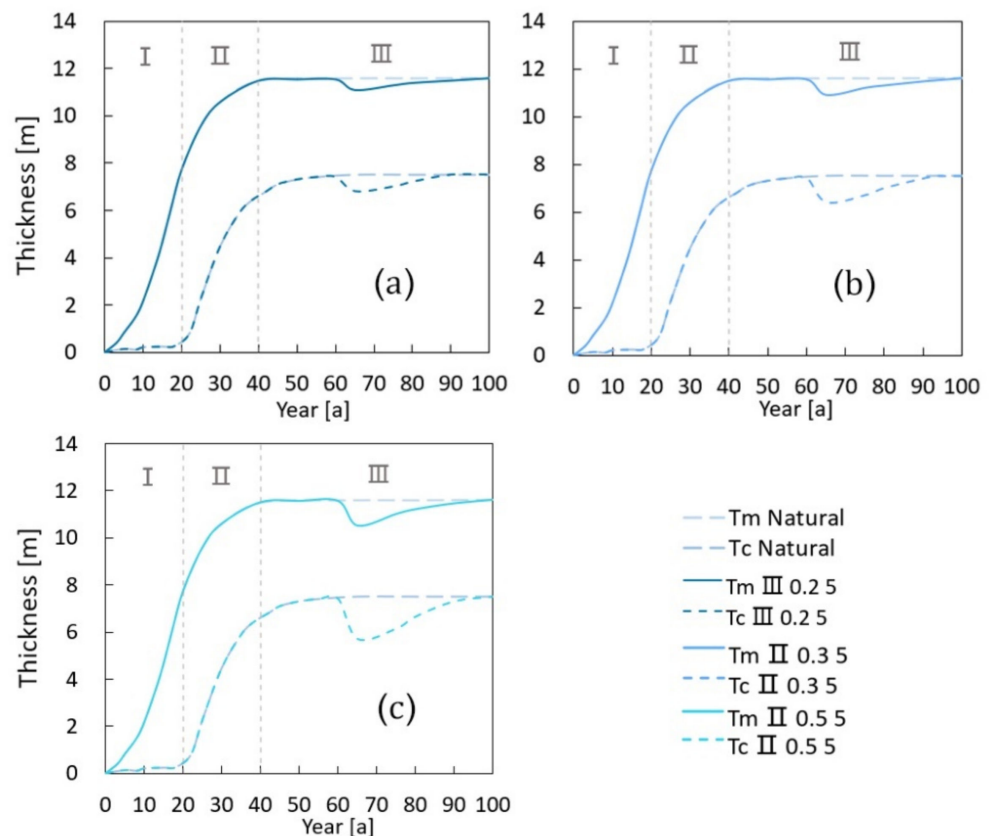 14
12
10
8
6
4
2
0
Thickness [m]
I II III
(a)
0 10 20 30 40 50 60 70 80 90 100
Year [a]
14
12
10
8
6
4
2
0
I II III
(b)
0 10 20 30 40 50 60 70 80 90 100
Year [a]
14
12
10
8
6
4
2
0
Thickness [m]
I II III
(c)
0 10 20 30 40 50 60 70 80 90 100
Year [a]
Tm Natural
Tc Natural
Tm III 0.2 5
Tc III 0.2 5
Tm II 0.3 5
Tc II 0.3 5
Tm II 0.5 5
Tc II 0.5 5